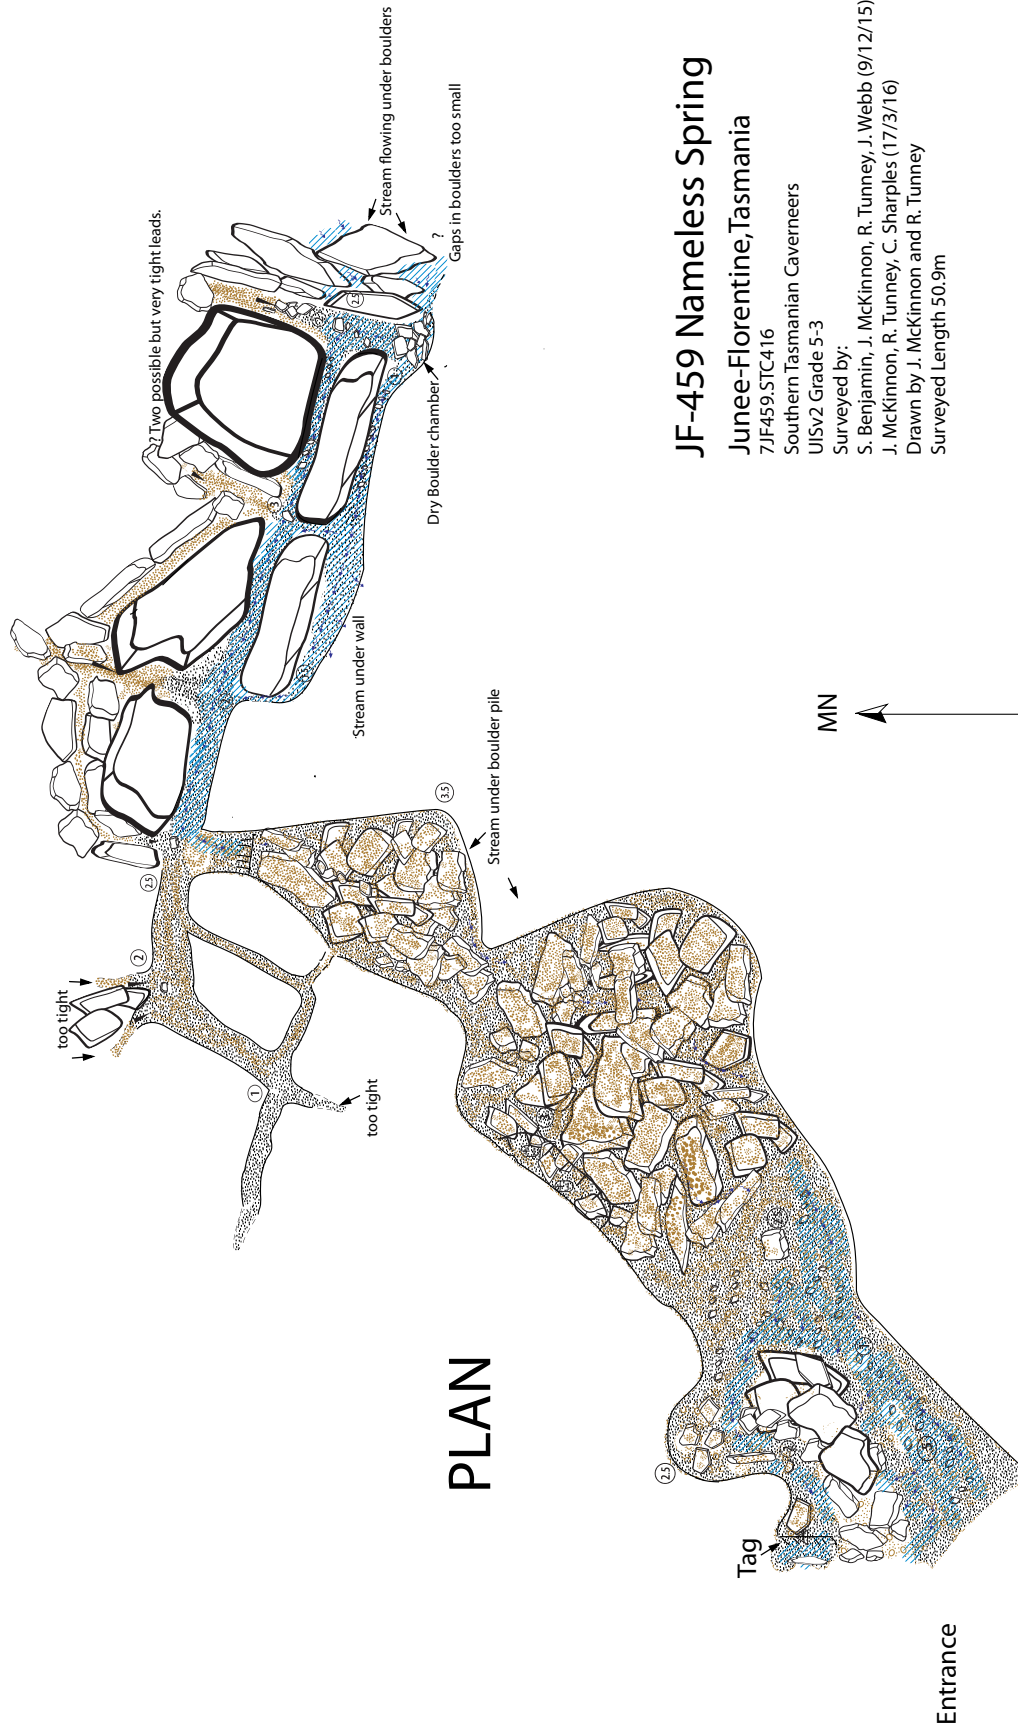 JF-459 Nameless Spring
Junee-Florentine,Tasmania
7JF459.STC416
Southern Tasmanian Caverneers
UISv2 Grade 5-3
Surveyed by:
S. Benjamin, J. McKinnon, R. Tunney, J. Webb (9/12/15)
J. McKinnon, R. Tunney, C. Sharples (17/3/16)
Drawn by J. McKinnon and R. Tunney
Surveyed Length 50.9m
PLAN
MN
Entrance
Tag
too tight
too tight
? Two possible but very tight leads.
Stream flowing under boulders
?
Gaps in boulders too small
Dry Boulder chamber
Stream under wall
Stream under boulder pile
2.5
2
1
2.5
3.5
3
2.5